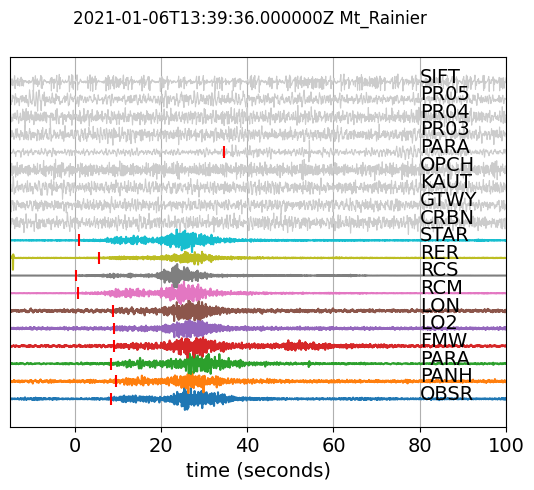 2021-01-06T13:39:36.000000Z Mt_Rainier
SIFT
PR05
PR04
PR03
PARA
OPCH
KAUT
GTWY
CRBN
STAR
RER
RCS
RCM
LON
LO2
FMW
PARA
PANH
OBSR
0 20 40 60 80 100
time (seconds)